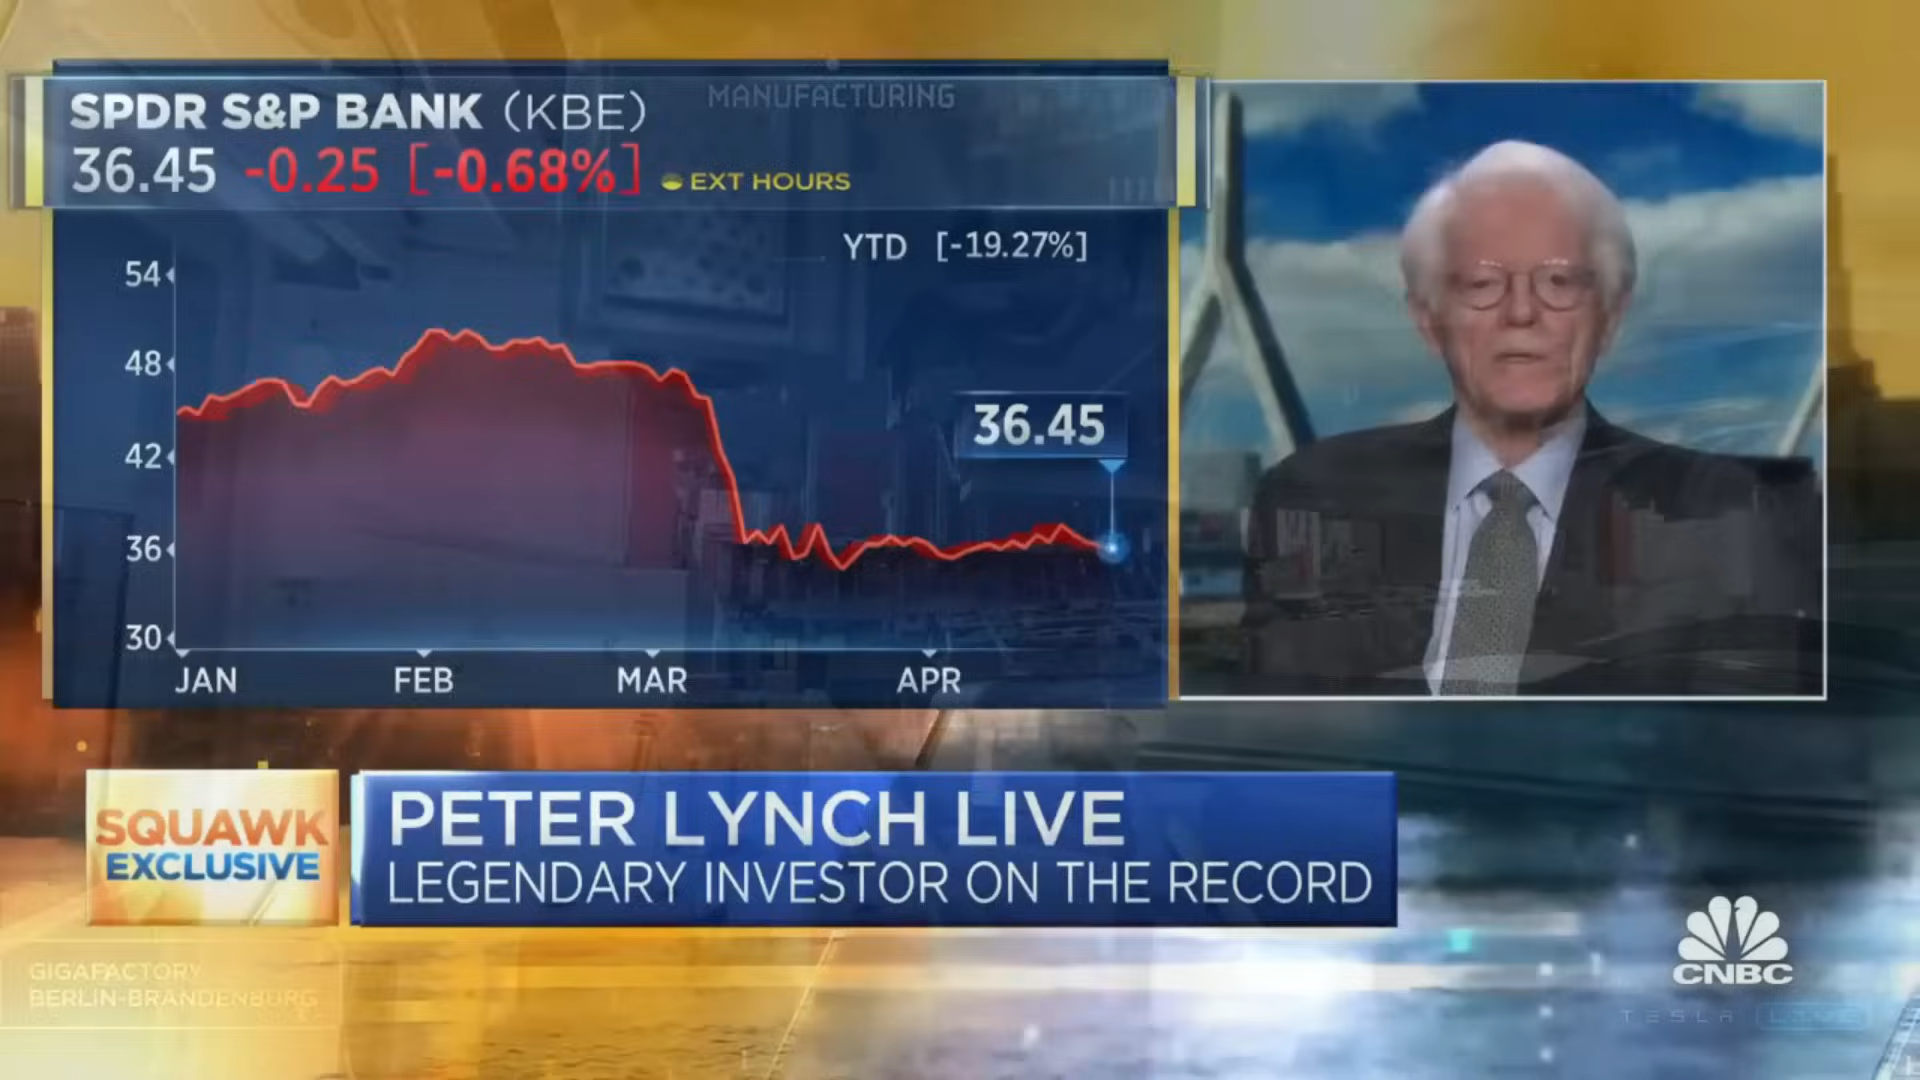 SPDR S&P BANK (KBE)
MANUFACTURING
36.45 -0.25 [-0.68%] EXT HOURS
YTD [-19.27%]
54
48
42
36
30
36.45
JAN FEB MAR APR
SQUAWK
EXCLUSIVE
PETER LYNCH LIVE
LEGENDARY INVESTOR ON THE RECORD
CNBC
GIGAFACTORY
BERLIN-BRANDENBURG
TESLA LIVE